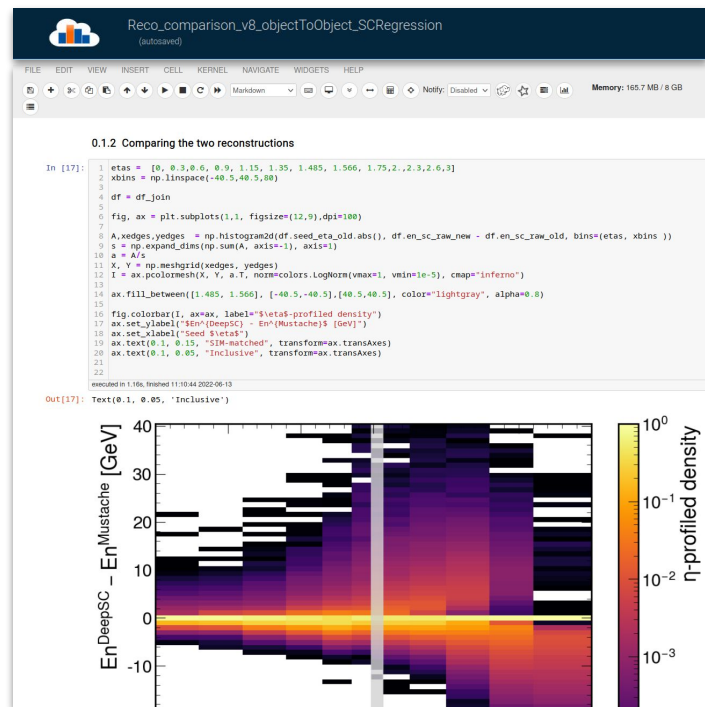 Reco_comparison_v8_objectToObject_SCRegression
(autosaved)
FILE EDIT VIEW INSERT CELL KERNEL NAVIGATE WIDGETS HELP
Markdown Notify: Disabled Memory: 165.7 MB / 8 GB
0.1.2 Comparing the two reconstructions
In [17]:
1 etas = [0, 0.3,0.6, 0.9, 1.15, 1.35, 1.485, 1.566, 1.75,2.,2.3,2.6,3]
2 xbins = np.linspace(-40.5,40.5,80)
3
4 df = df_join
5
6 fig, ax = plt.subplots(1,1, figsize=(12,9),dpi=100)
7
8 A,xedges,yedges = np.histogram2d(df.seed_eta_old.abs(), df.en_sc_raw_new - df.en_sc_raw_old, bins=(etas, xbins ))
9 s = np.expand_dims(np.sum(A, axis=-1), axis=1)
10 a = A/s
11 X, Y = np.meshgrid(xedges, yedges)
12 I = ax.pcolormesh(X, Y, a.T, norm=colors.LogNorm(vmax=1, vmin=1e-5), cmap="inferno")
13
14 ax.fill_between([1.485, 1.566], [-40.5,-40.5],[40.5,40.5], color="lightgray", alpha=0.8)
15
16 fig.colorbar(I, ax=ax, label="$\eta$-profiled density")
17 ax.set_ylabel("$En^{DeepSC} - En^{Mustache}$ [GeV]")
18 ax.set_xlabel("Seed $\eta$")
19 ax.text(0.1, 0.15, "SIM-matched", transform=ax.transAxes)
20 ax.text(0.1, 0.05, "Inclusive", transform=ax.transAxes)
21
22
executed in 1.16s, finished 11:10:44 2022-06-13
Out[17]: Text(0.1, 0.05, 'Inclusive')
En^DeepSC − En^Mustache [GeV]
40
30
20
10
0
-10
10⁰
10⁻¹
10⁻²
10⁻³
η-profiled density